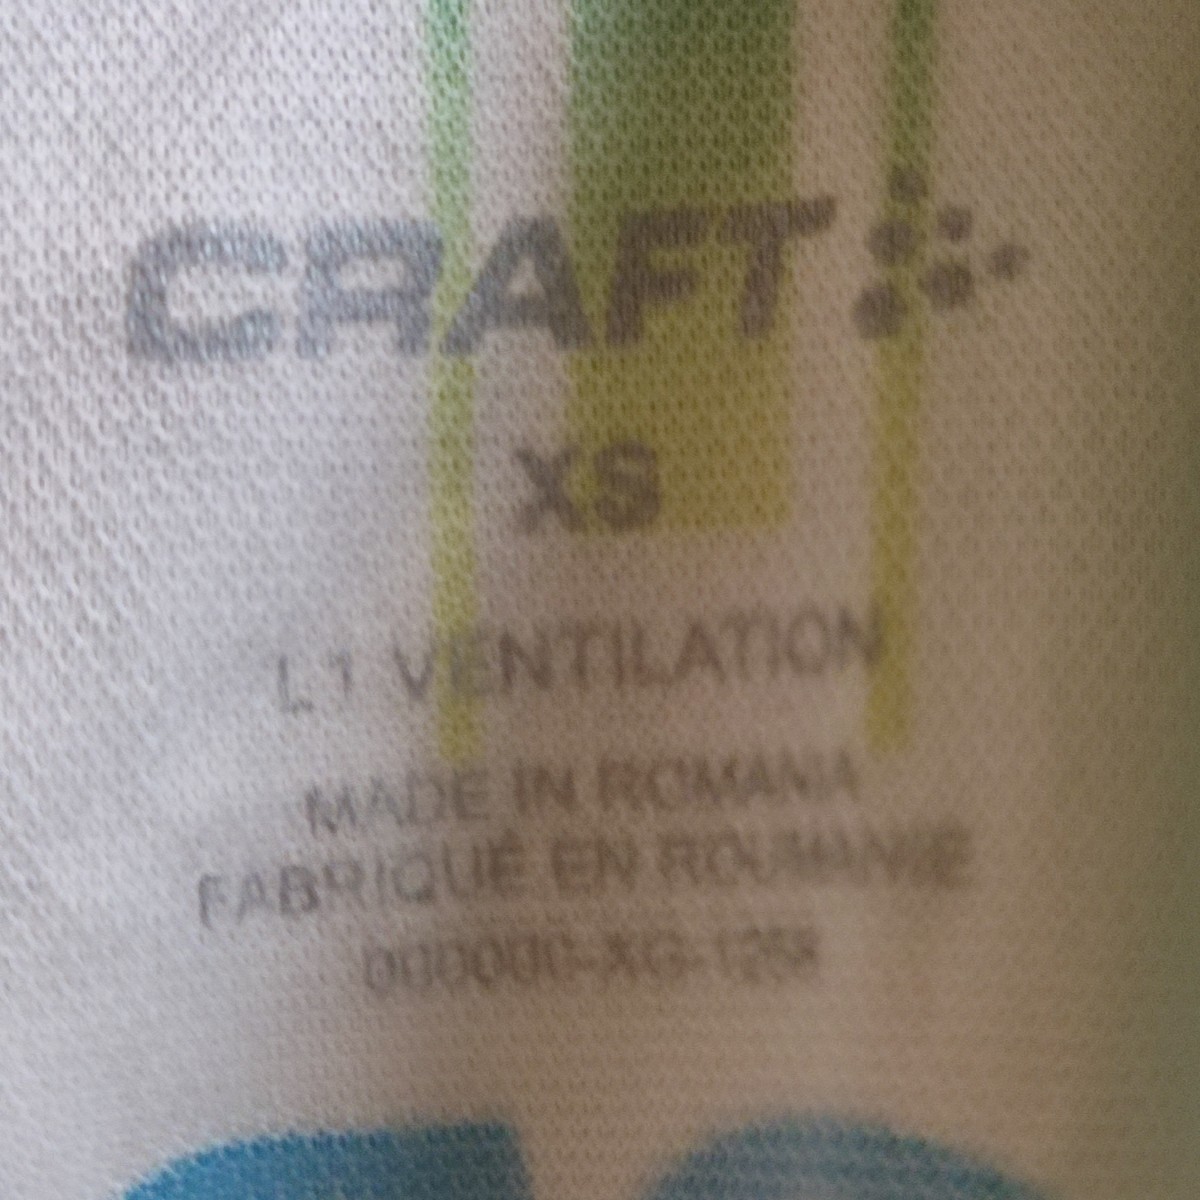 CRAFT
XS
L1 VENTILATION
MADE IN ROMANIA
FABRIQUÉ EN ROUMANIE